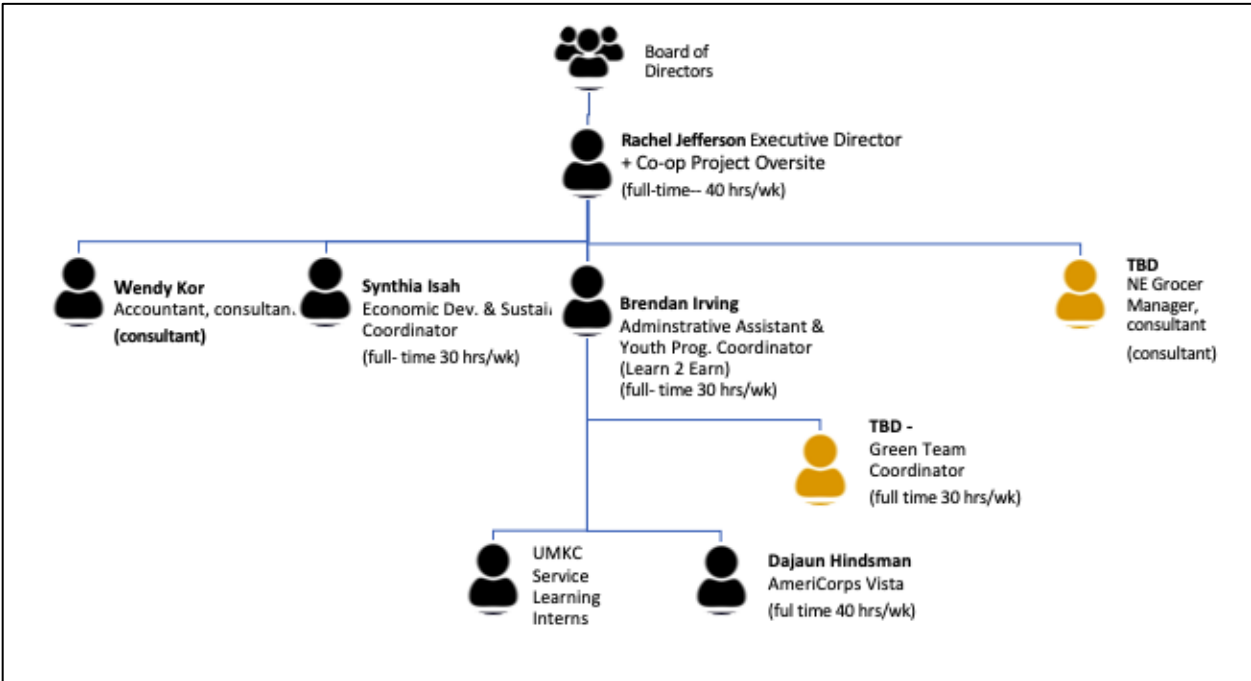 Board of
Directors
Rachel Jefferson Executive Director
+ Co-op Project Oversite
(full-time-- 40 hrs/wk)
Wendy Kor
Accountant, consultan
(consultant)
Synthia Isah
Economic Dev. & Sustai
Coordinator
(full- time 30 hrs/wk)
Brendan Irving
Adminstrative Assistant &
Youth Prog. Coordinator
(Learn 2 Earn)
(full- time 30 hrs/wk)
TBD
NE Grocer
Manager,
consultant
(consultant)
TBD -
Green Team
Coordinator
(full time 30 hrs/wk)
UMKC
Service
Learning
Interns
Dajaun Hindsman
AmeriCorps Vista
(ful time 40 hrs/wk)